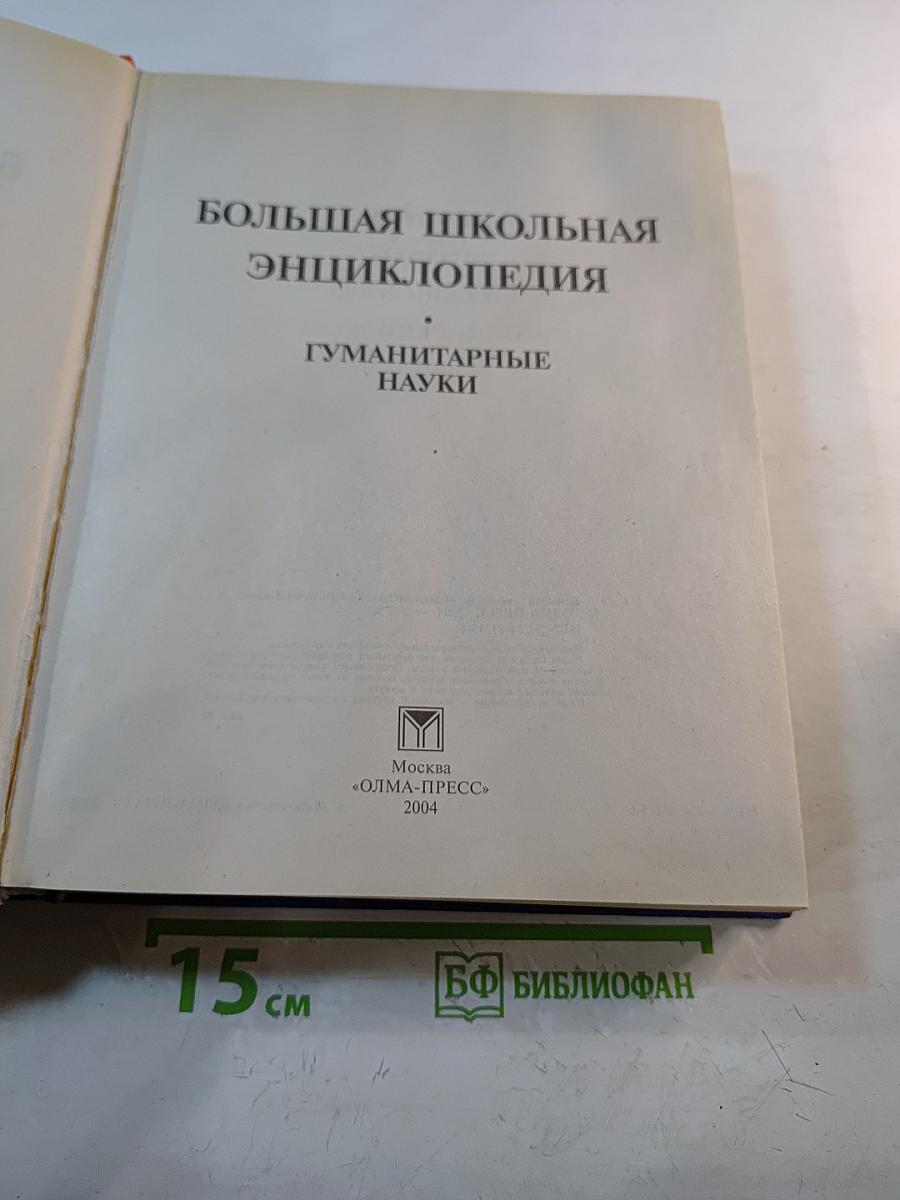 БОЛЬШАЯ ШКОЛЬНАЯ
ЭНЦИКЛОПЕДИЯ
•
ГУМАНИТАРНЫЕ
НАУКИ
Москва
«ОЛМА-ПРЕСС»
2004
15 см
БФ БИБЛИОФАН